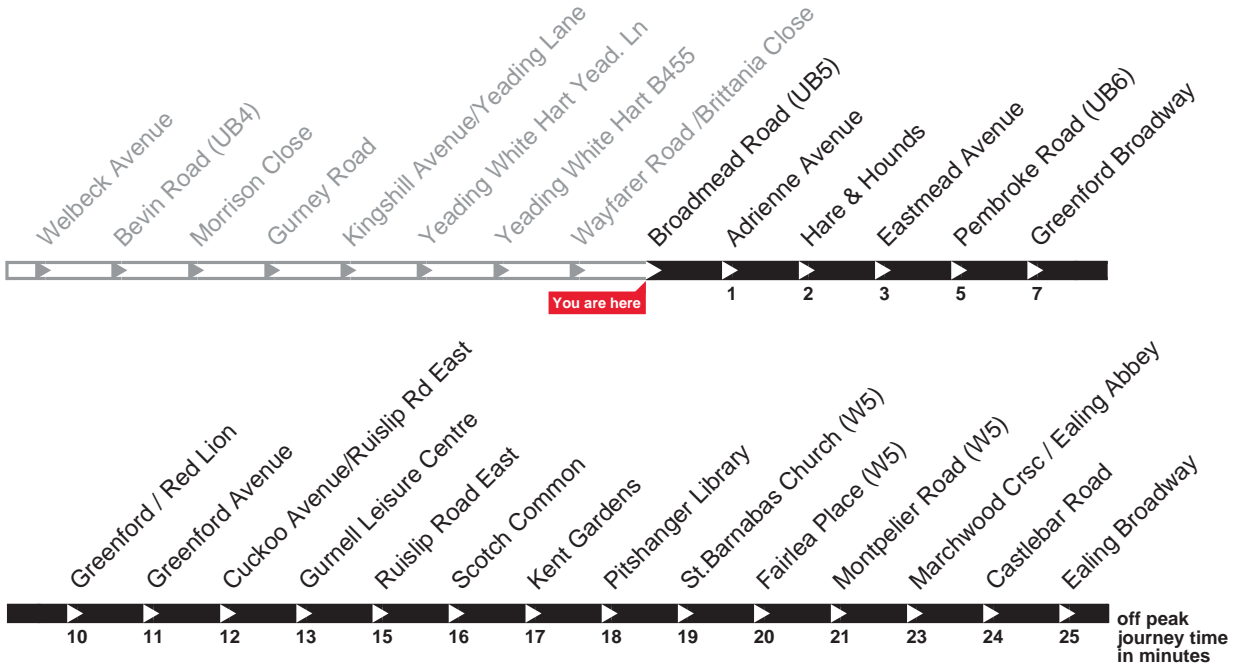 Welbeck Avenue
Bevin Road (UB4)
Morrison Close
Gurney Road
Kingshill Avenue/Yeading Lane
Yeading White Hart Yead. Ln
Yeading White Hart B455
Wayfarer Road /Brittania Close
Broadmead Road (UB5)
Adrienne Avenue
Hare & Hounds
Eastmead Avenue
Pembroke Road (UB6)
Greenford Broadway
You are here
1 2 3 5 7
Greenford / Red Lion
Greenford Avenue
Cuckoo Avenue/Ruislip Rd East
Gurnell Leisure Centre
Ruislip Road East
Scotch Common
Kent Gardens
Pitshanger Library
St.Barnabas Church (W5)
Fairlea Place (W5)
Montpelier Road (W5)
Marchwood Crsc / Ealing Abbey
Castlebar Road
Ealing Broadway
10 11 12 13 15 16 17 18 19 20 21 23 24 25
off peak
journey time
in minutes